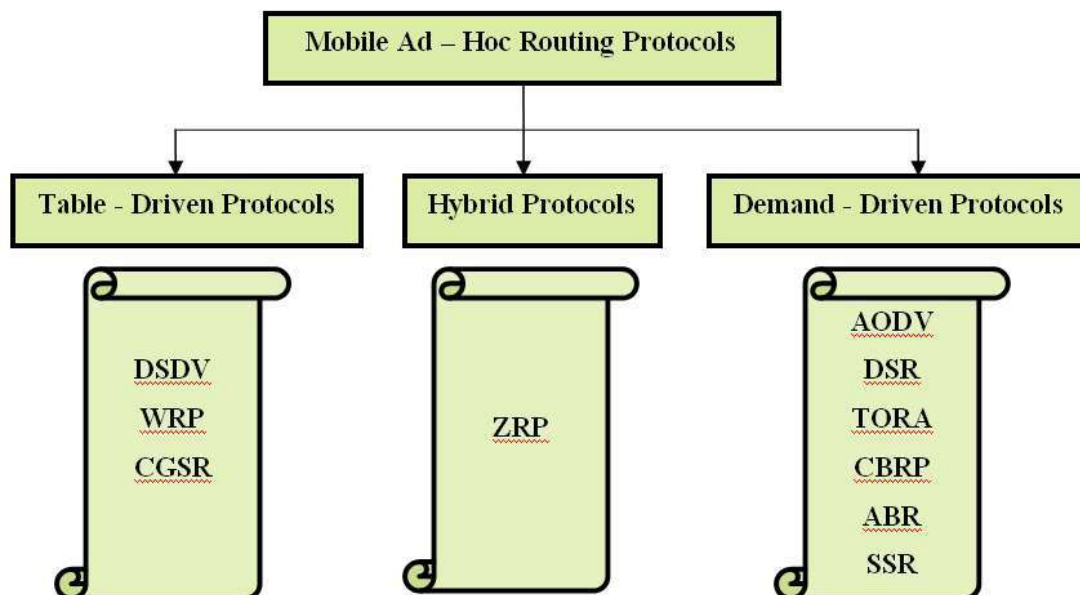 Mobile Ad – Hoc Routing Protocols
Table - Driven Protocols
Hybrid Protocols
Demand - Driven Protocols
DSDV
WRP
CGSR
ZRP
AODV
DSR
TORA
CBRP
ABR
SSR